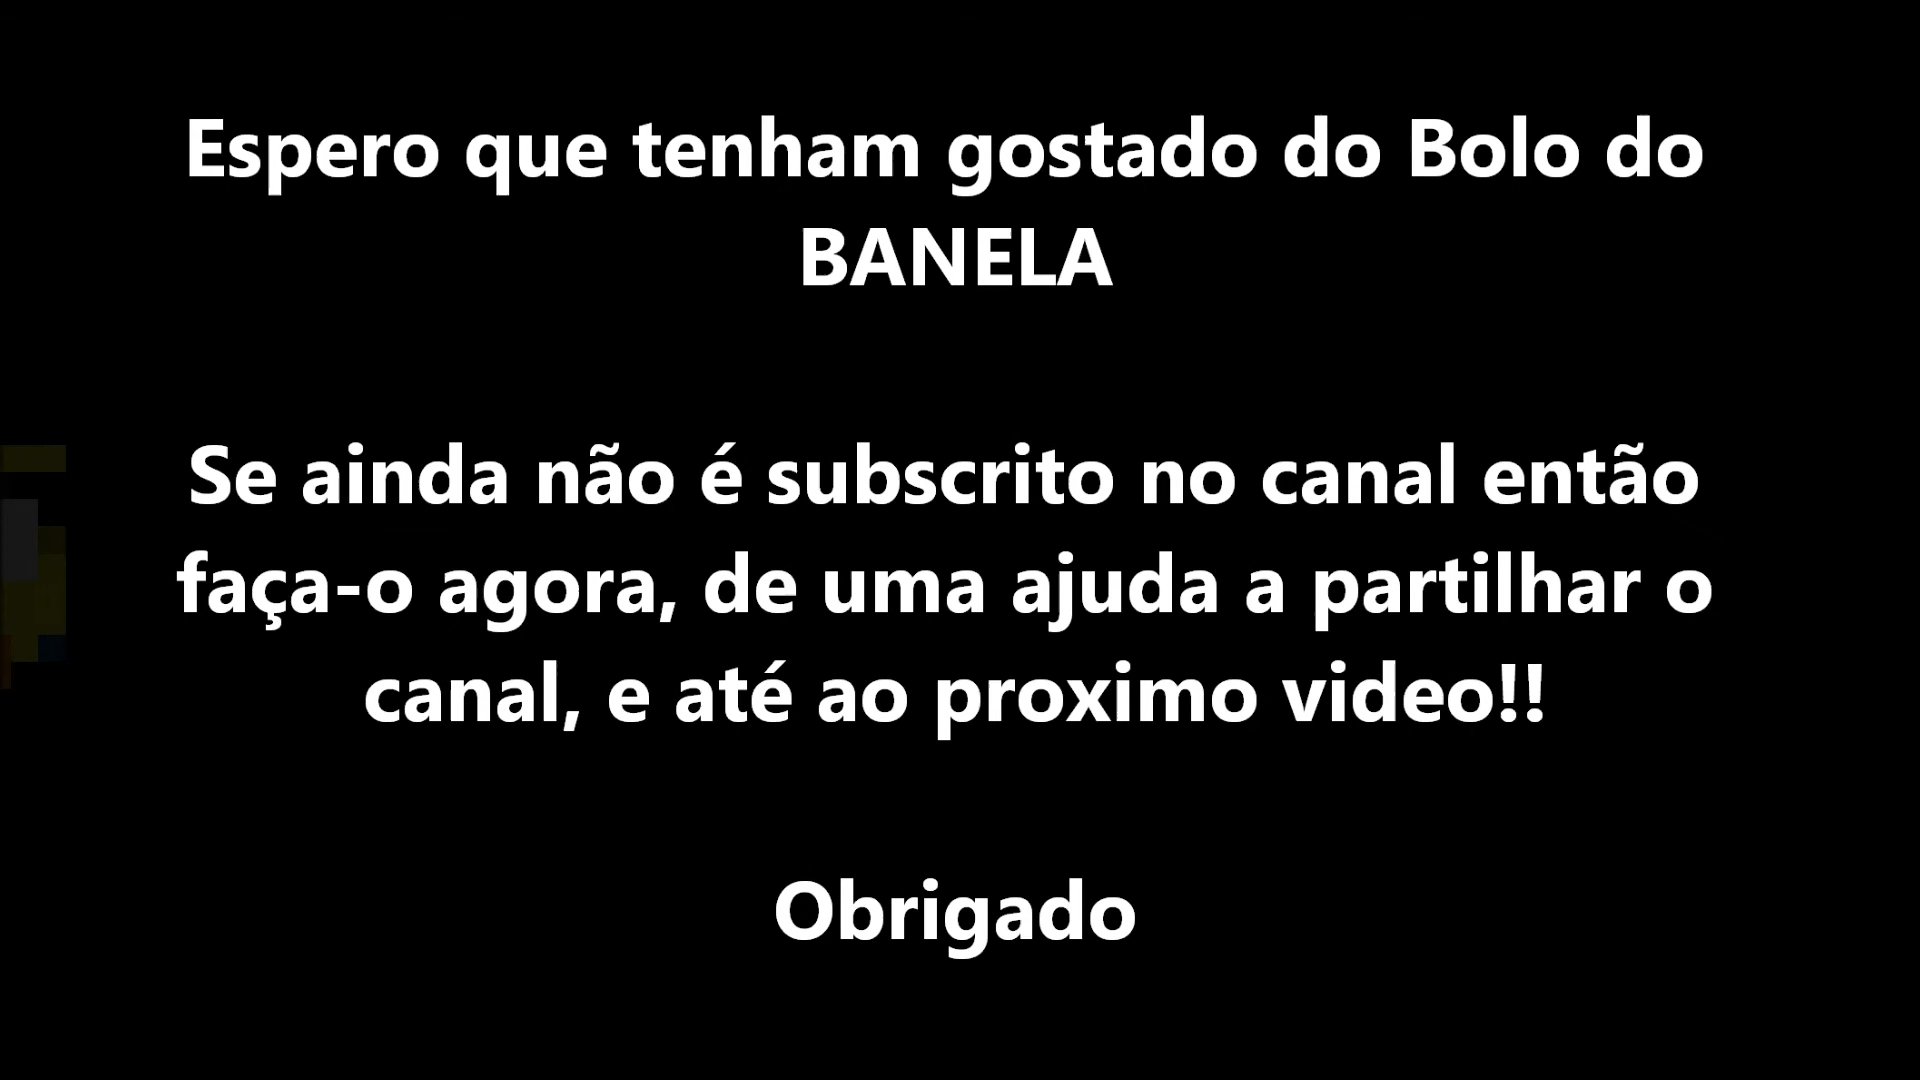 Espero que tenham gostado do Bolo do
BANELA
Se ainda não é subscrito no canal então
faça-o agora, de uma ajuda a partilhar o
canal, e até ao proximo video!!
Obrigado